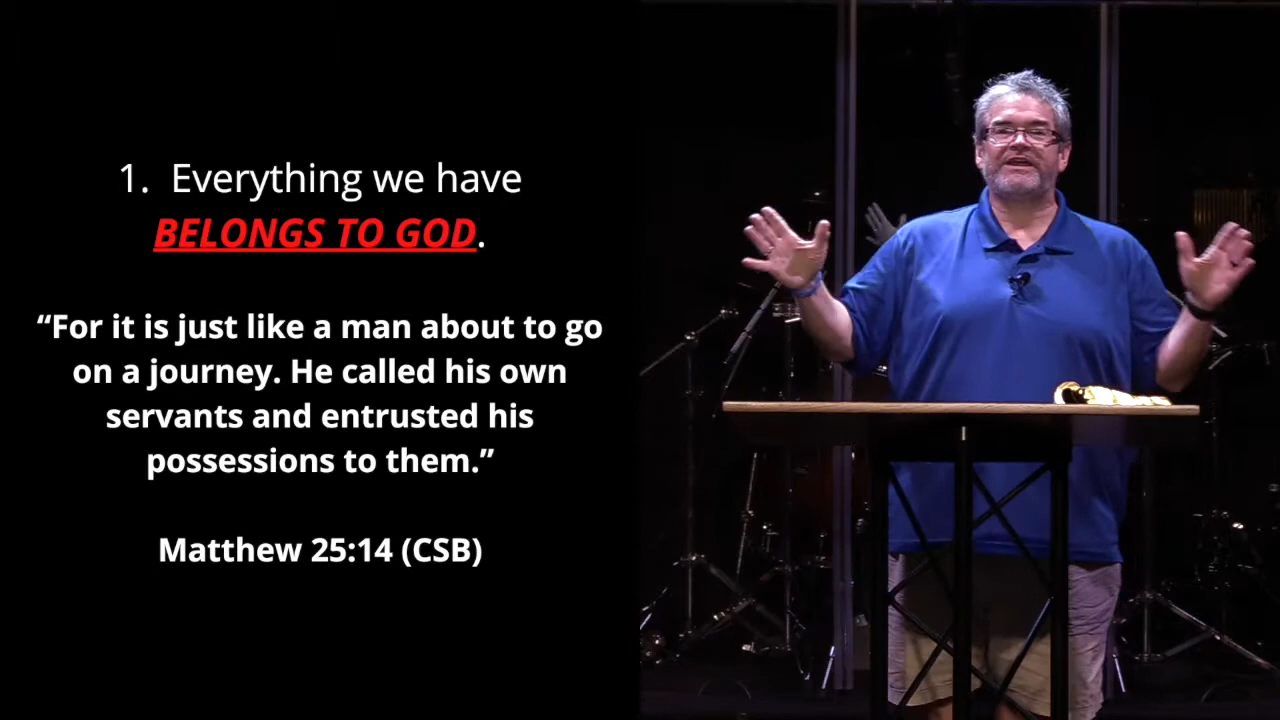 1. Everything we have
BELONGS TO GOD.
“For it is just like a man about to go
on a journey. He called his own
servants and entrusted his
possessions to them.”
Matthew 25:14 (CSB)